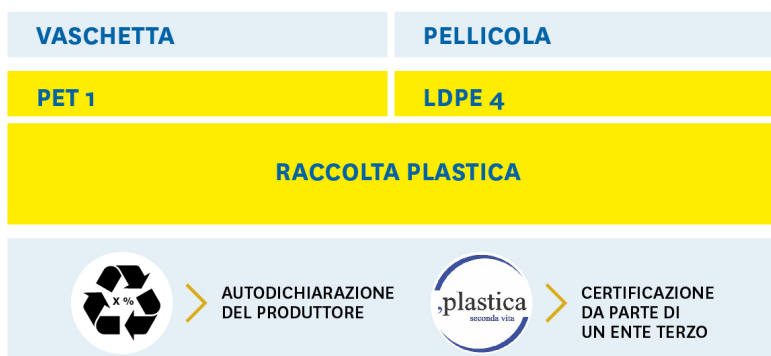 VASCHETTA
PELLICOLA
PET 1
LDPE 4
RACCOLTA PLASTICA
X %
AUTODICHIARAZIONE
DEL PRODUTTORE
,plastica
seconda vita
CERTIFICAZIONE
DA PARTE DI
UN ENTE TERZO